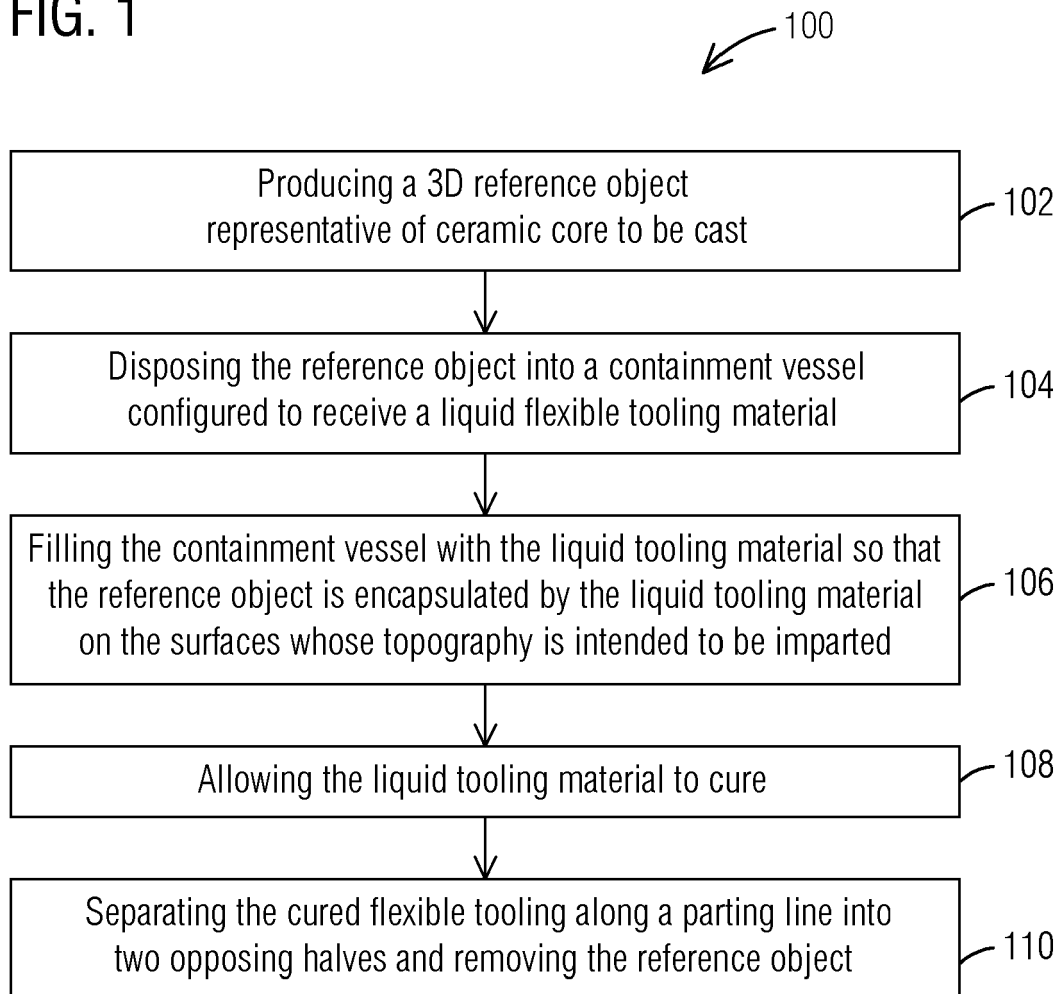 FIG. 1
100
Producing a 3D reference object
representative of ceramic core to be cast
102
Disposing the reference object into a containment vessel
configured to receive a liquid flexible tooling material
104
Filling the containment vessel with the liquid tooling material so that
the reference object is encapsulated by the liquid tooling material
on the surfaces whose topography is intended to be imparted
106
Allowing the liquid tooling material to cure
108
Separating the cured flexible tooling along a parting line into
two opposing halves and removing the reference object
110